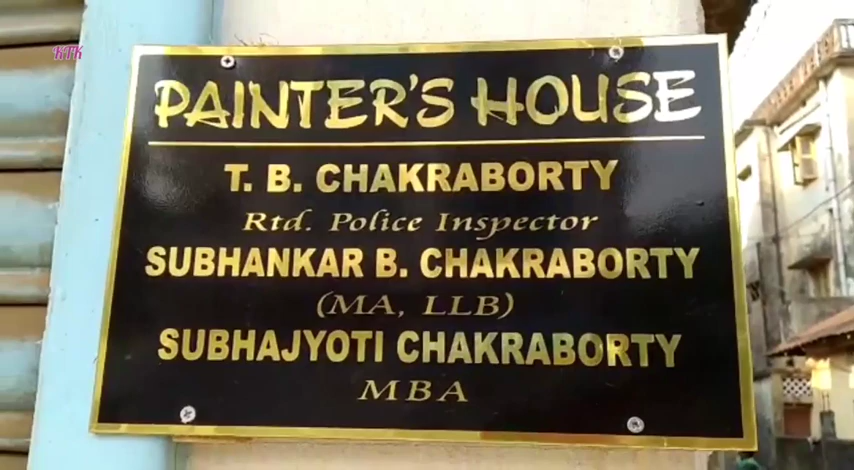 KTK
PAINTER'S HOUSE
T. B. CHAKRABORTY
Rtd. Police Inspector
SUBHANKAR B. CHAKRABORTY
(MA, LLB)
SUBHAJYOTI CHAKRABORTY
MBA